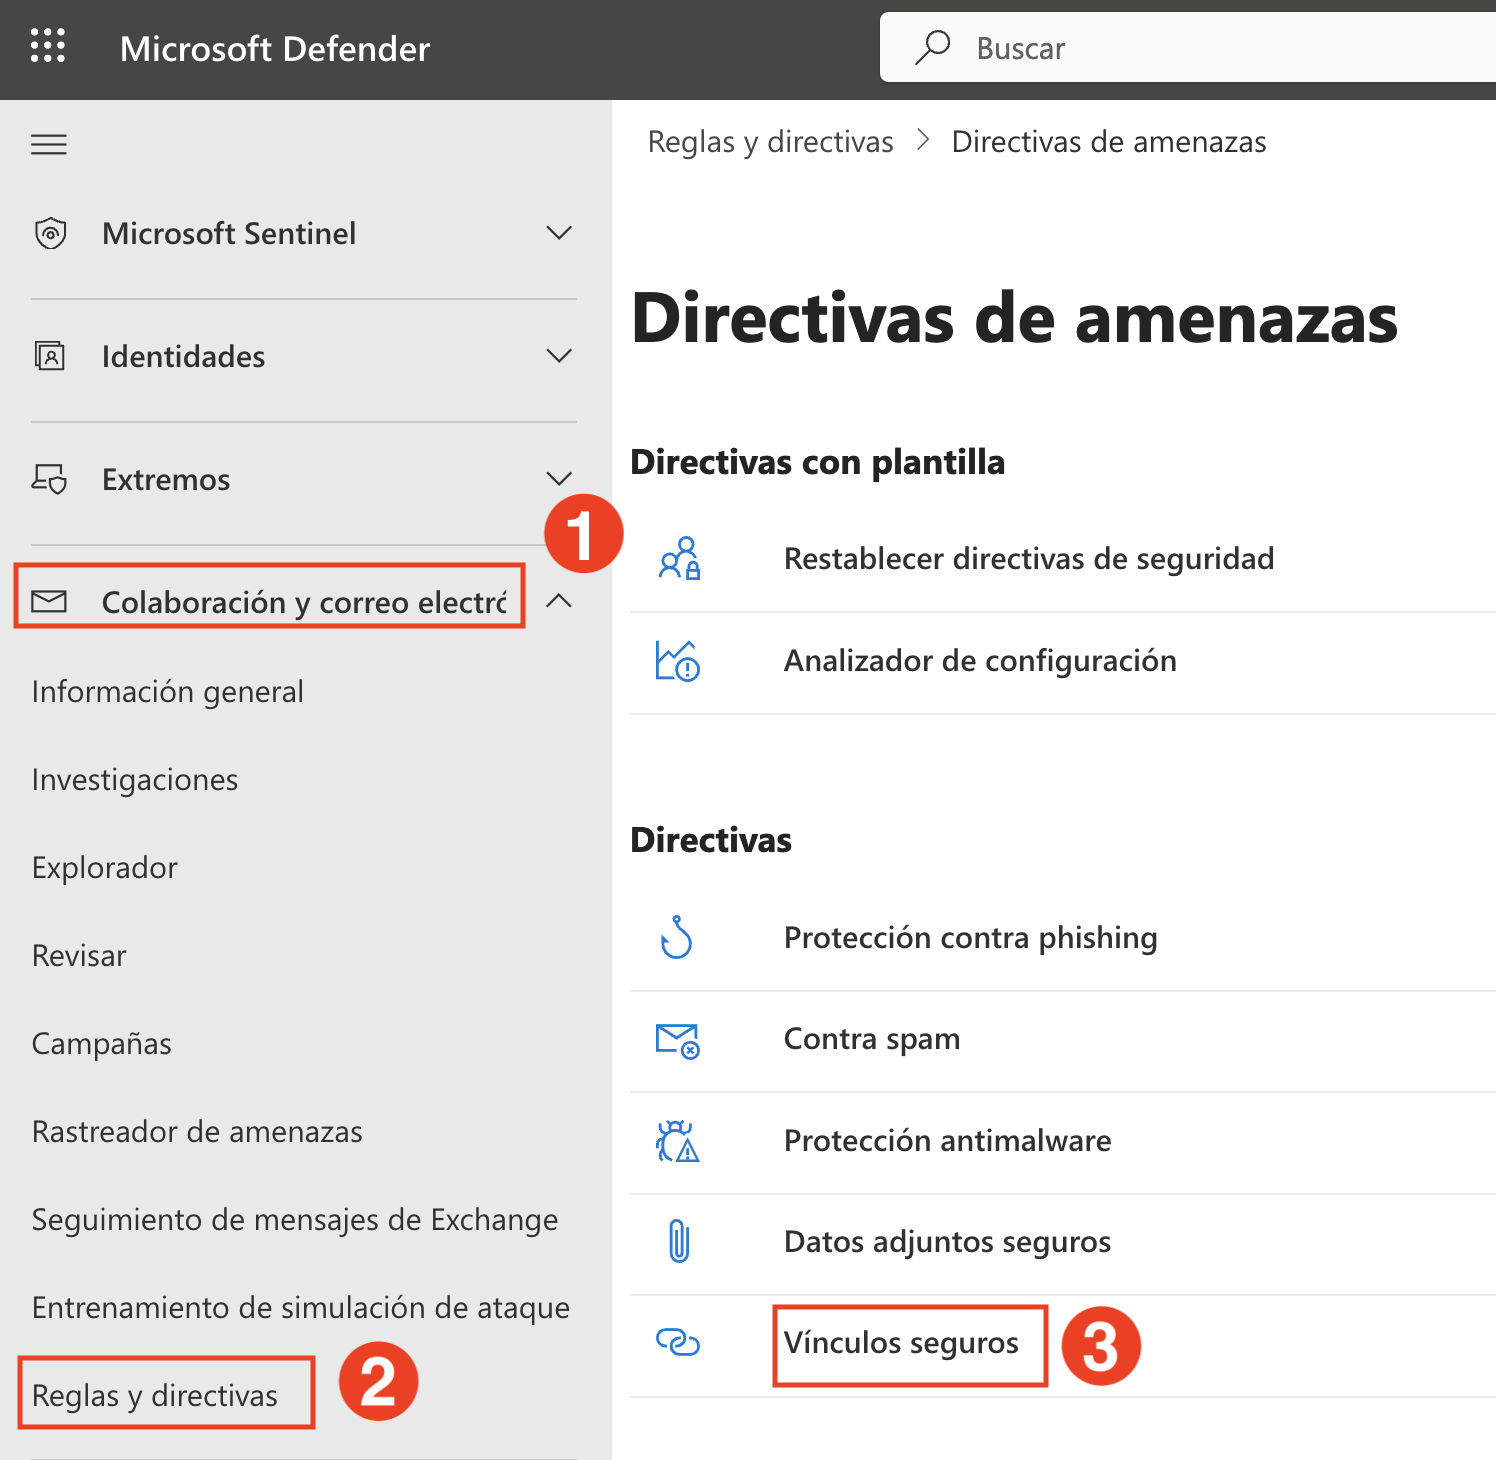 Microsoft Defender
Buscar
Microsoft Sentinel
Identidades
Extremos
1
Colaboración y correo electró
Información general
Investigaciones
Explorador
Revisar
Campañas
Rastreador de amenazas
Seguimiento de mensajes de Exchange
Entrenamiento de simulación de ataque
Reglas y directivas
2
Reglas y directivas > Directivas de amenazas
Directivas de amenazas
Directivas con plantilla
Restablecer directivas de seguridad
Analizador de configuración
Directivas
Protección contra phishing
Contra spam
Protección antimalware
Datos adjuntos seguros
Vínculos seguros
3